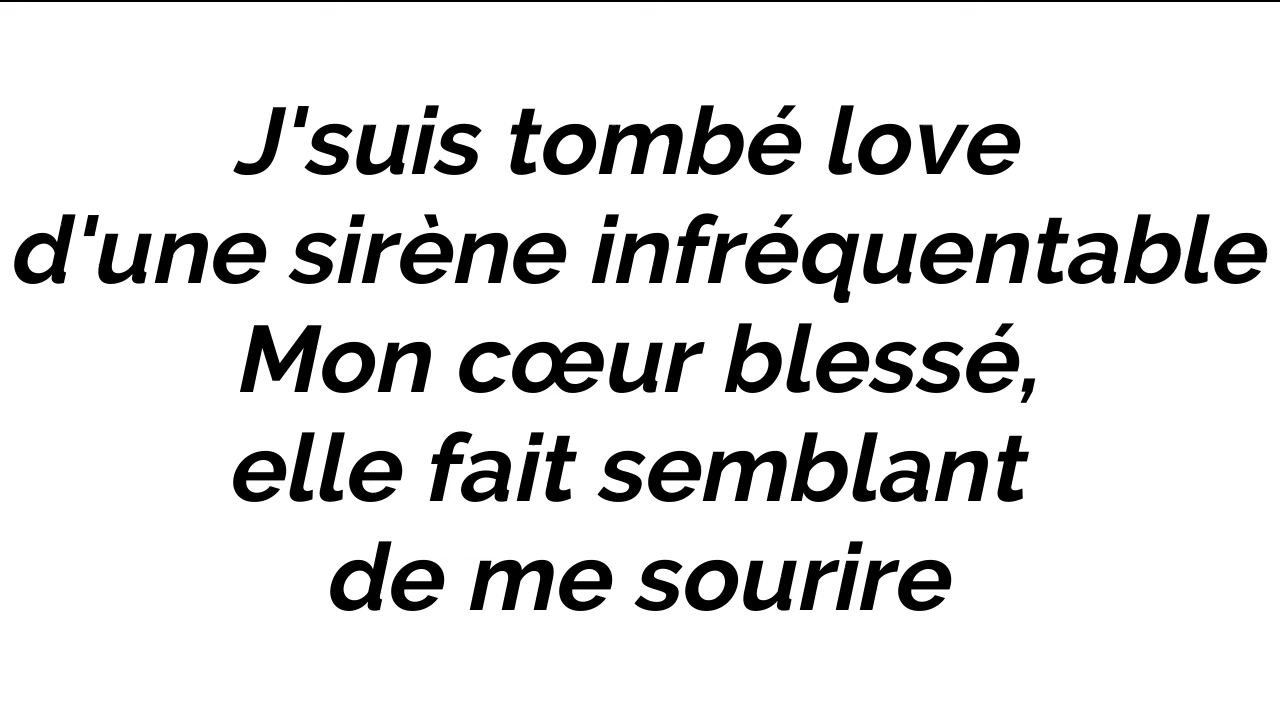 J'suis tombé love
d'une sirène infréquentable
Mon cœur blessé,
elle fait semblant
de me sourire